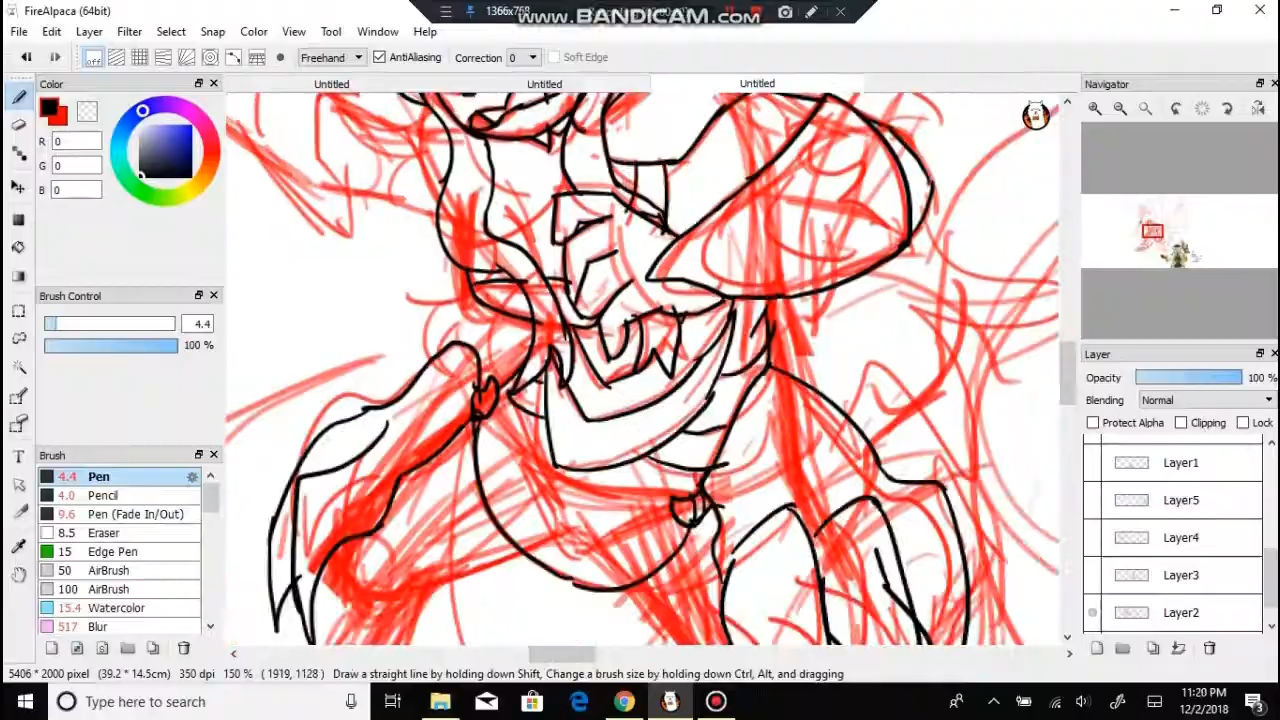 FireAlpaca (64bit)
1366x768
www.BANDICAM.com
File Edit Layer Filter Select Snap Color View Tool Window Help
off Freehand AntiAliasing Correction 0 Soft Edge
Color
Untitled Untitled Untitled
Navigator
R 0
G 0
B 0
Brush Control
4.4
100 %
Layer
Opacity 100 %
Blending Normal
Protect Alpha Clipping Lock
Layer1
Layer5
Layer4
Layer3
Layer2
Brush
4.4 Pen
4.0 Pencil
9.6 Pen (Fade In/Out)
8.5 Eraser
15 Edge Pen
50 AirBrush
100 AirBrush
15.4 Watercolor
517 Blur
5406 * 2000 pixel (39.2 * 14.5cm) 350 dpi 150 % ( 1919, 1128 ) Draw a straight line by holding down Shift, Change a brush size by holding down Ctrl, Alt, and dragging
Type here to search
11:20 PM
12/2/2018
3